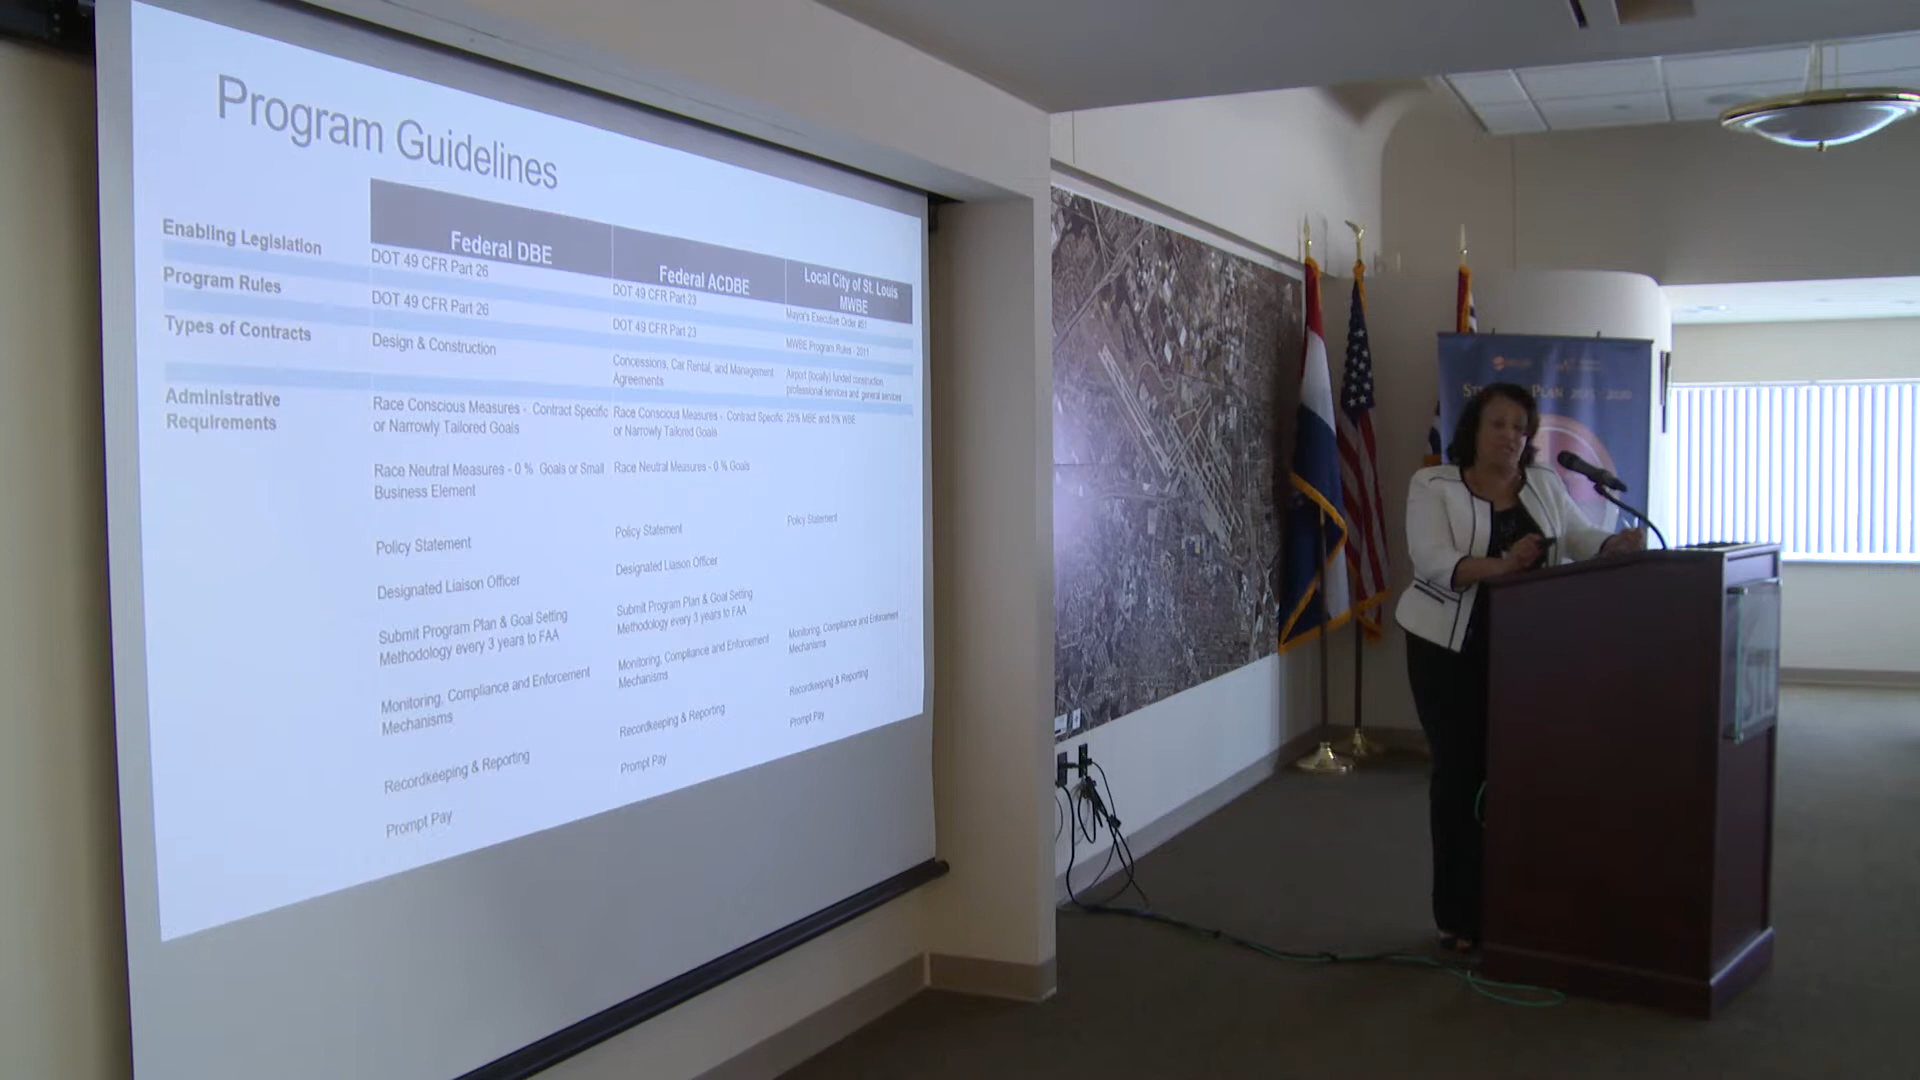 Program Guidelines
Federal DBE
Federal ACDBE
Local City of St. Louis
MWBE
Enabling Legislation
DOT 49 CFR Part 26
DOT 49 CFR Part 23
Mayor's Executive Order #51
Program Rules
DOT 49 CFR Part 26
DOT 49 CFR Part 23
MWBE Program Rules - 2011
Types of Contracts
Design & Construction
Concessions, Car Rental, and Management
Agreements
Airport (locally) funded construction,
professional services and general services
Administrative
Requirements
Race Conscious Measures - Contract Specific
or Narrowly Tailored Goals
Race Neutral Measures - 0 % Goals or Small
Business Element
Policy Statement
Designated Liaison Officer
Submit Program Plan & Goal Setting
Methodology every 3 years to FAA
Monitoring, Compliance and Enforcement
Mechanisms
Recordkeeping & Reporting
Prompt Pay
Race Conscious Measures - Contract Specific
or Narrowly Tailored Goals
Race Neutral Measures - 0 % Goals
Policy Statement
Designated Liaison Officer
Submit Program Plan & Goal Setting
Methodology every 3 years to FAA
Monitoring, Compliance and Enforcement
Mechanisms
Recordkeeping & Reporting
Prompt Pay
25% MBE and 5% WBE
Policy Statement
Monitoring, Compliance and Enforcement
Mechanisms
Recordkeeping & Reporting
Prompt Pay
PLAN
STL